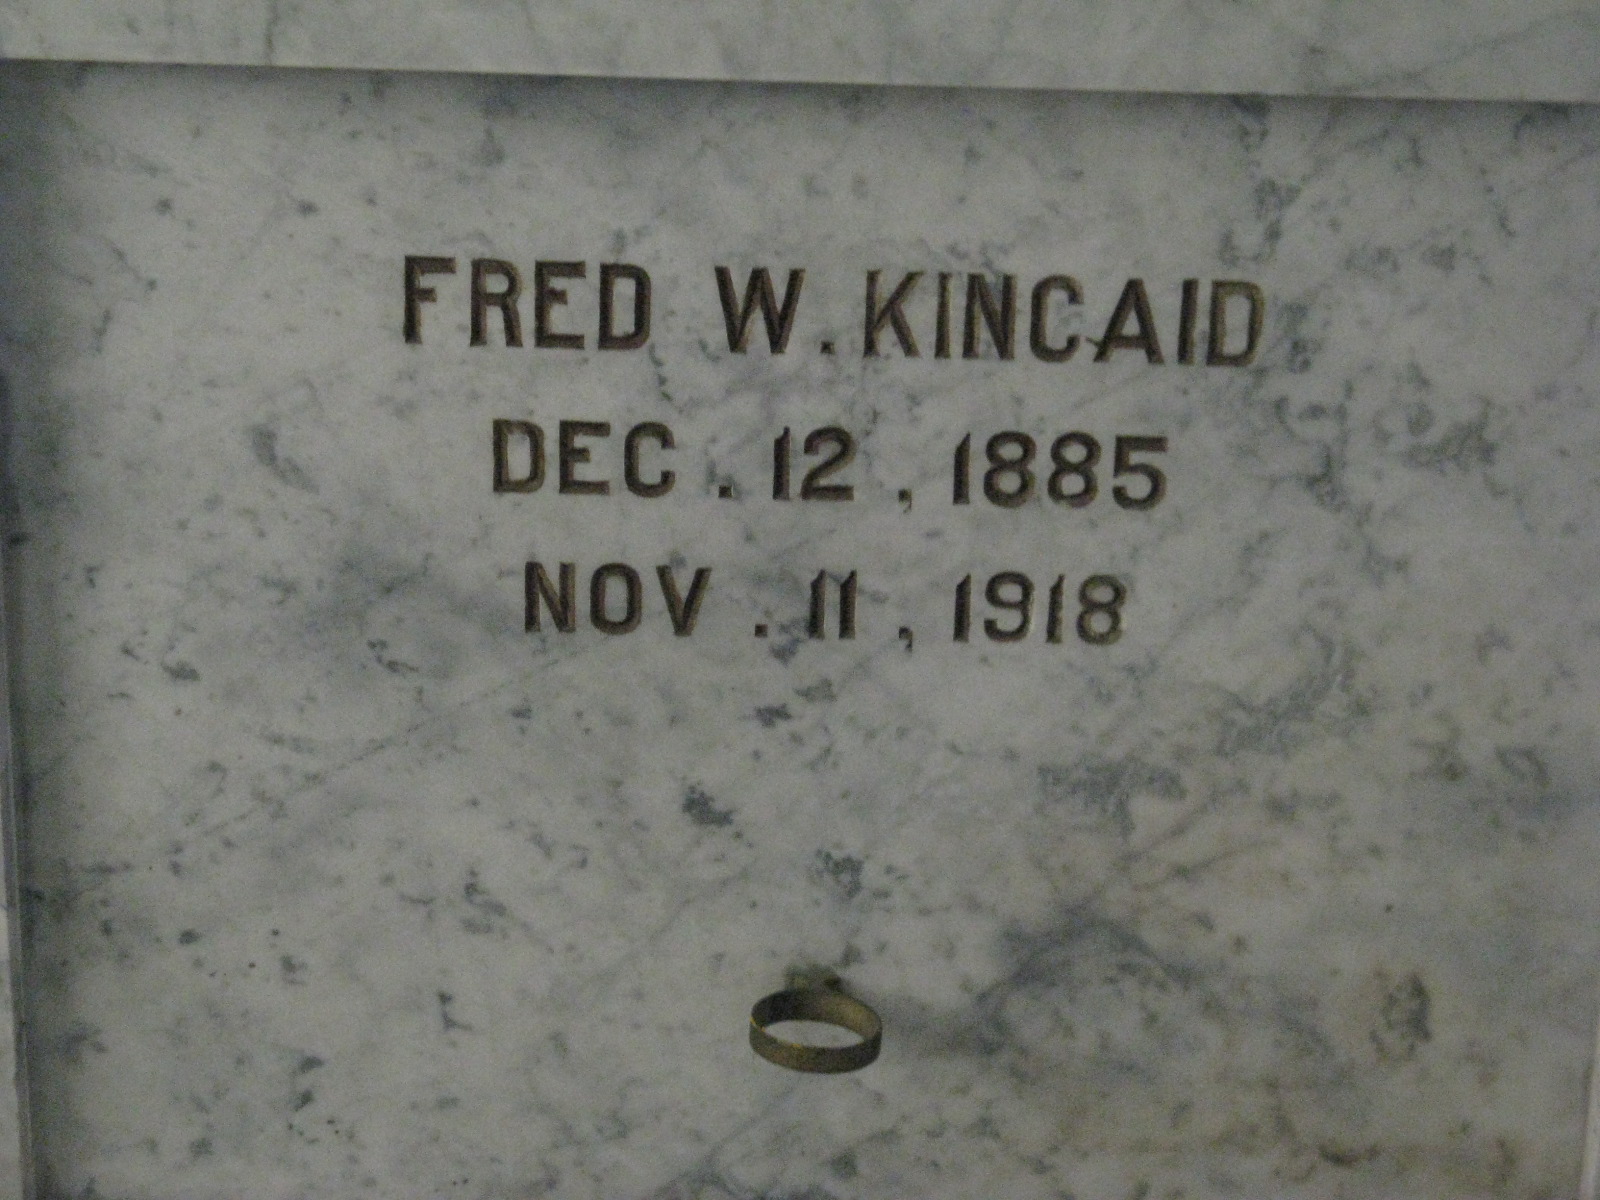 FRED W. KINCAID
DEC. 12, 1885
NOV. 11, 1918